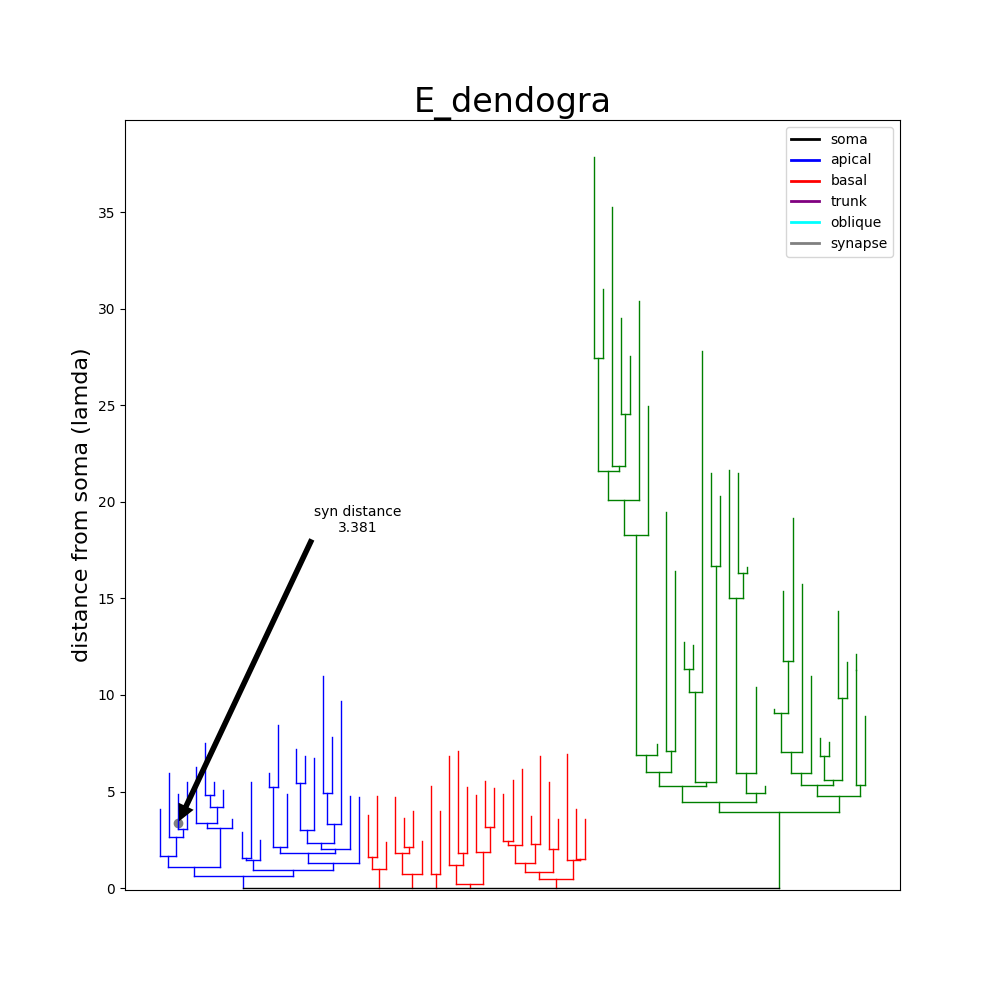 E_dendogra
soma
apical
basal
trunk
oblique
synapse
distance from soma (lamda)
35
30
25
20
15
10
5
0
syn distance
3.381